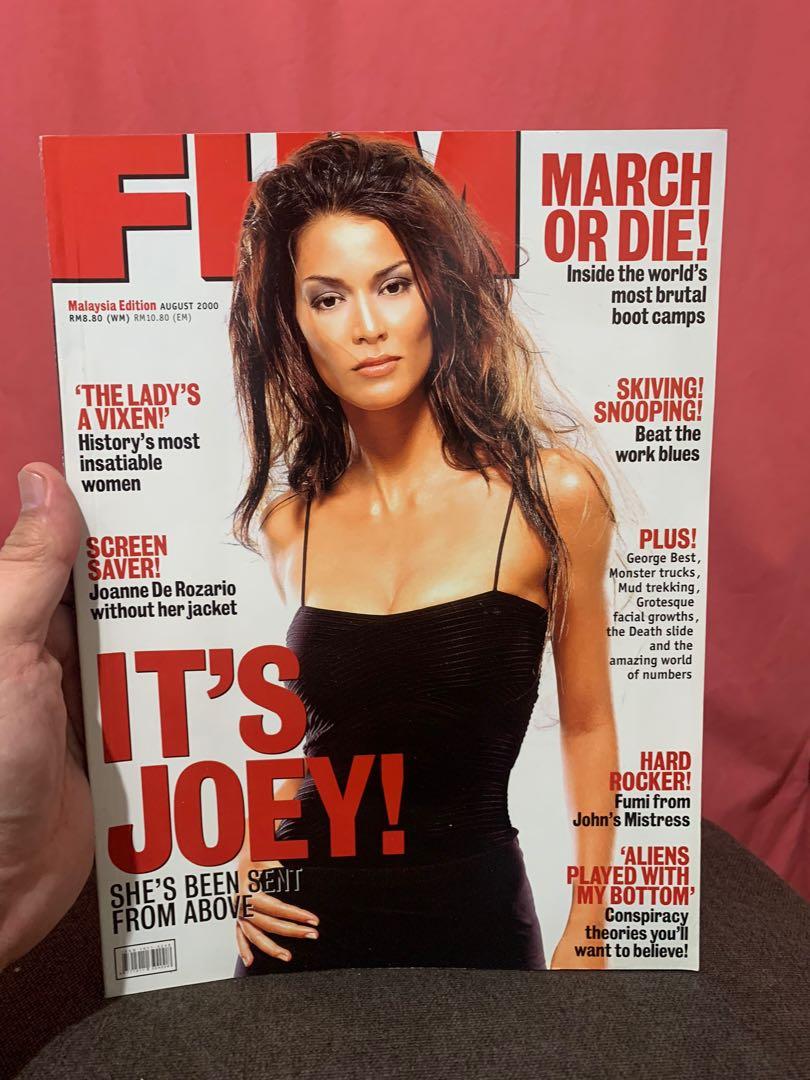 FHM
Malaysia Edition AUGUST 2000
RM8.80 (WM) RM10.80 (EM)
'THE LADY'S
A VIXEN!'
History's most
insatiable
women
SCREEN
SAVER!
Joanne De Rozario
without her jacket
IT'S
JOEY!
SHE'S BEEN SENT
FROM ABOVE
MARCH
OR DIE!
Inside the world's
most brutal
boot camps
SKIVING!
SNOOPING!
Beat the
work blues
PLUS!
George Best,
Monster trucks,
Mud trekking,
Grotesque
facial growths,
the Death slide
and the
amazing world
of numbers
HARD
ROCKER!
Fumi from
John's Mistress
'ALIENS
PLAYED WITH
MY BOTTOM'
Conspiracy
theories you'll
want to believe!